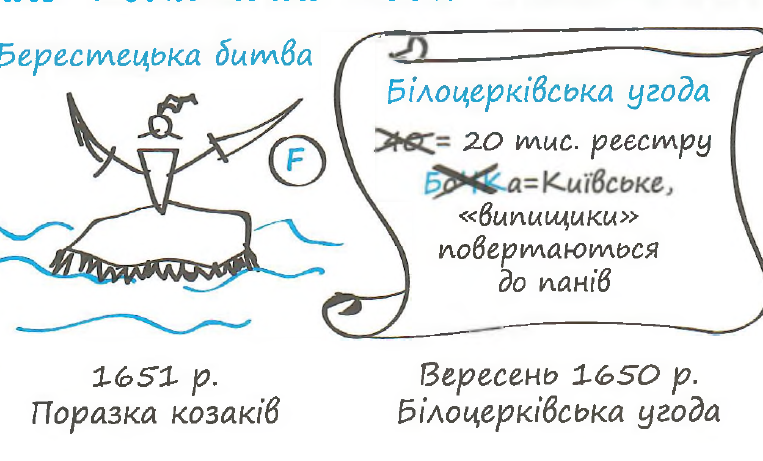 Берестецька битва
F
1651 р.
Поразка козаків
Білоцерківська угода
40 = 20 тис. реєстру
БоЧКа=Київське,
«випищики»
повертаються
до панів
Вересень 1650 р.
Білоцерківська угода